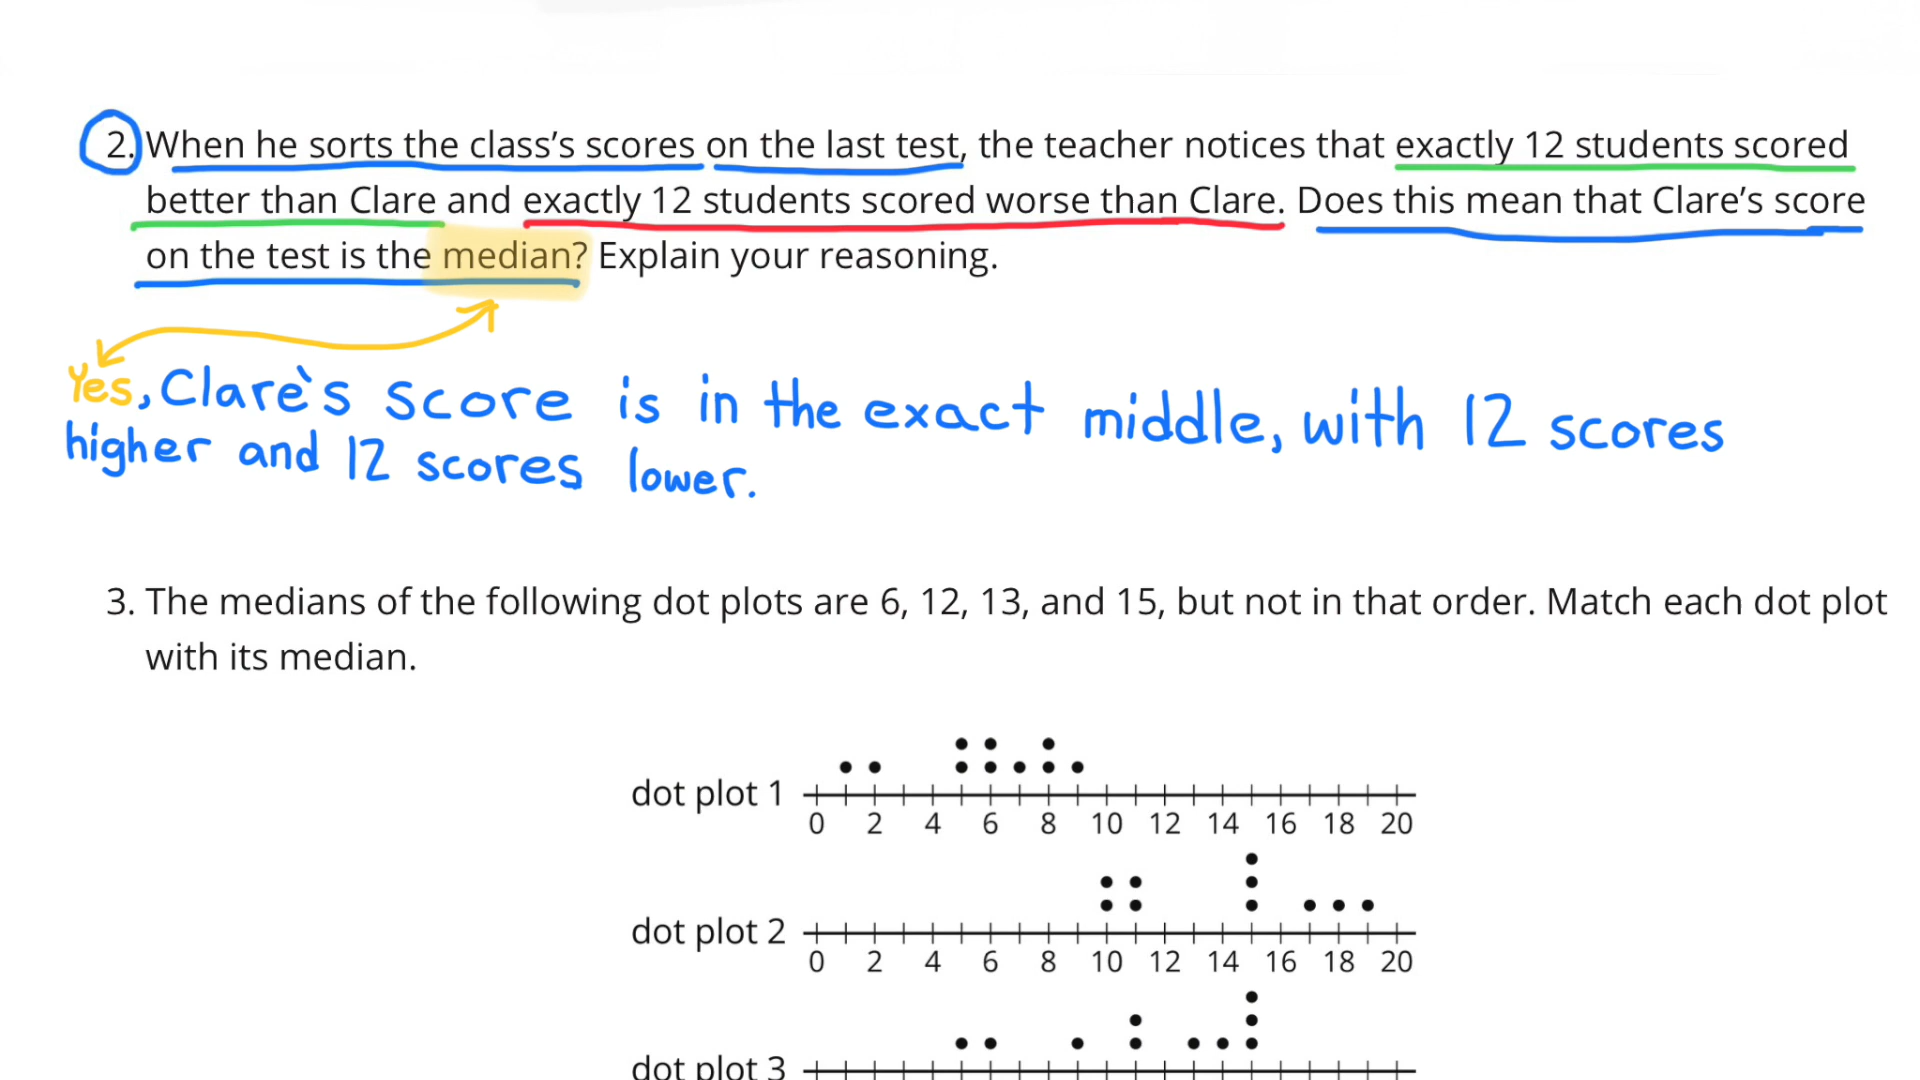 2. When he sorts the class’s scores on the last test, the teacher notices that exactly 12 students scored
better than Clare and exactly 12 students scored worse than Clare. Does this mean that Clare’s score
on the test is the median? Explain your reasoning.
Yes, Clare's score is in the exact middle, with 12 scores
higher and 12 scores lower.
3. The medians of the following dot plots are 6, 12, 13, and 15, but not in that order. Match each dot plot
with its median.
dot plot 1
0 2 4 6 8 10 12 14 16 18 20
dot plot 2
0 2 4 6 8 10 12 14 16 18 20
dot plot 3